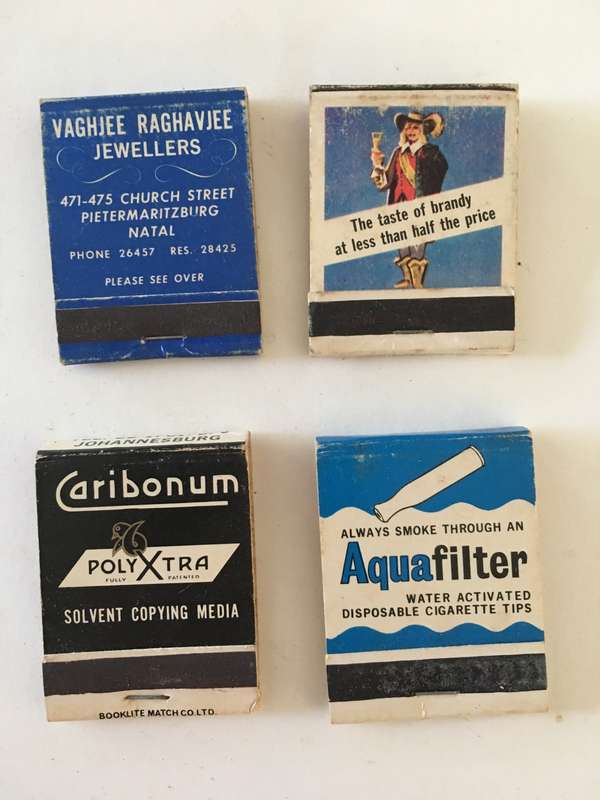 VAGHJEE RAGHAVJEE
JEWELLERS
471-475 CHURCH STREET
PIETERMARITZBURG
NATAL
PHONE 26457 RES. 28425
PLEASE SEE OVER
The taste of brandy
at less than half the price
JOHANNESBURG
Caribonum
POLYXTRA
FULLY PATENTED
SOLVENT COPYING MEDIA
BOOKLITE MATCH CO. LTD.
ALWAYS SMOKE THROUGH AN
Aquafilter
WATER ACTIVATED
DISPOSABLE CIGARETTE TIPS